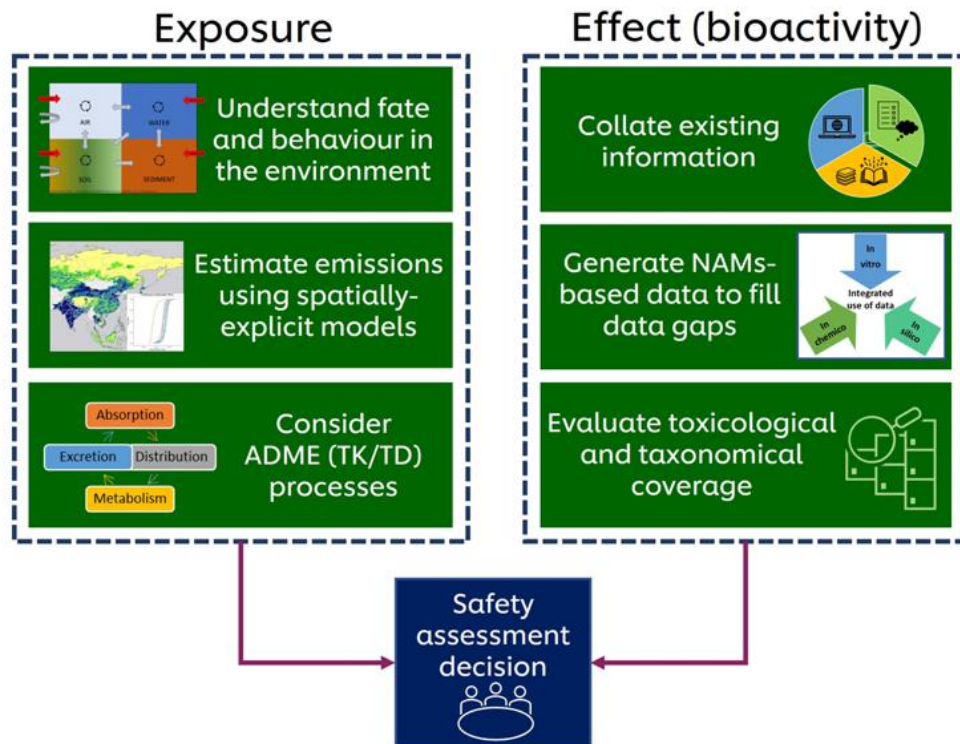 Exposure
Understand fate
and behaviour in
the environment
AIR
WATER
SOIL
SEDIMENT
Estimate emissions
using spatially-
explicit models
Consider
ADME (TK/TD)
processes
Absorption
Excretion
Distribution
Metabolism
Effect (bioactivity)
Collate existing
information
Generate NAMs-
based data to fill
data gaps
In
vitro
Integrated
use of data
In
chemico
In
silico
Evaluate toxicological
and taxonomical
coverage
Safety
assessment
decision